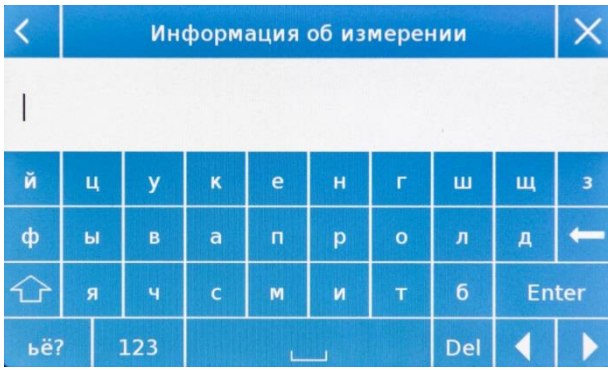 Информация об измерении
й ц у к е н г ш щ з
ф ы в а п р о л д
я ч с м и т б Enter
ьё? 123 Del